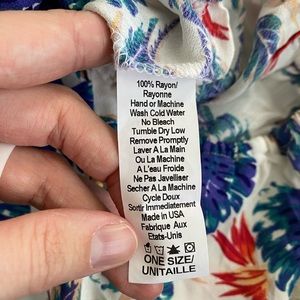 100% Rayon/
Rayonne
Hand or Machine
Wash Cold Water
No Bleach
Tumble Dry Low
Remove Promptly
Laver A La Main
Ou La Machine
A L'eau Froide
Ne Pas Javelliser
Secher A La Machine
Cycle Doux
Sortir Immediatement
Made in USA
Fabrique Aux
Etats-Unis
ONE SIZE/
UNITAILLE